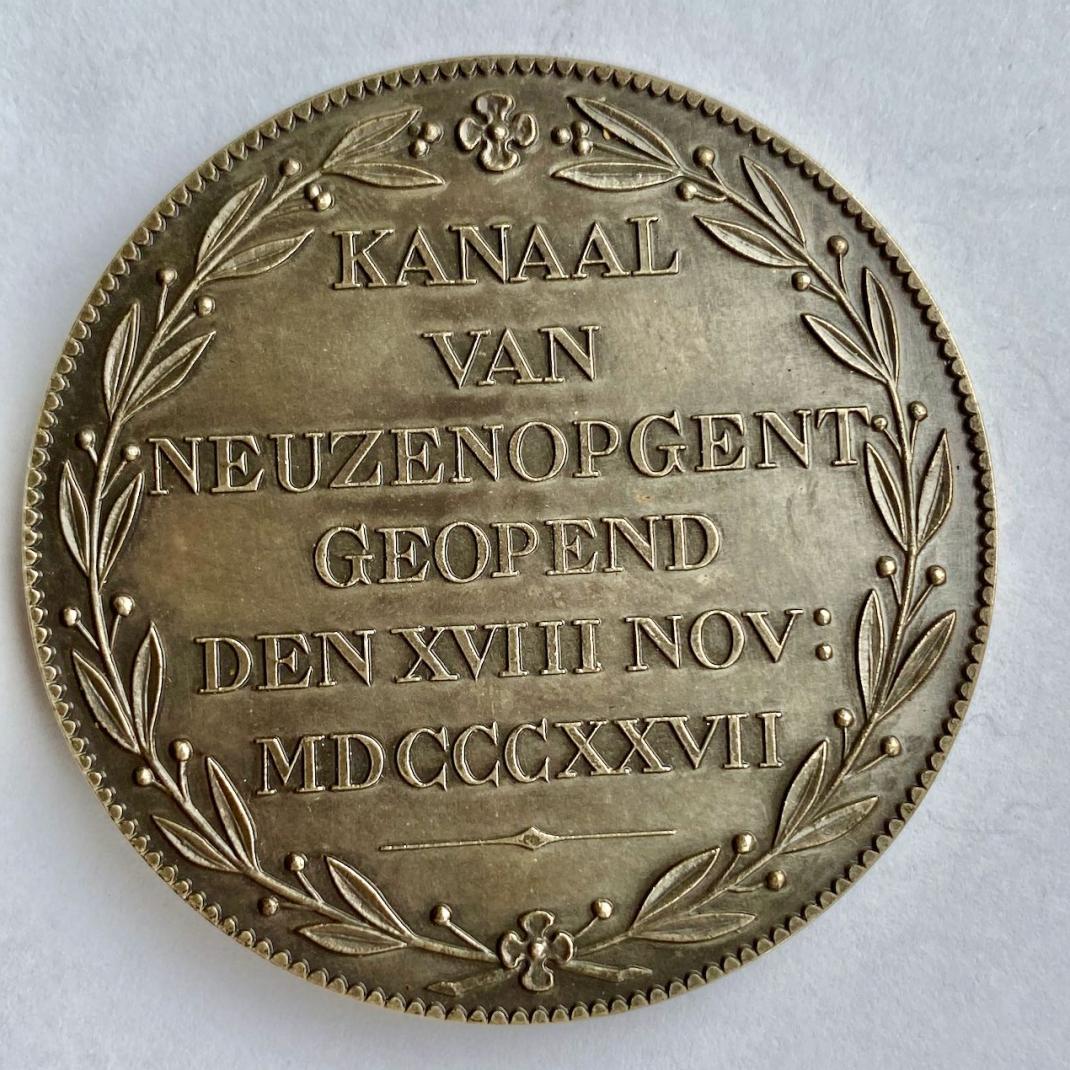 KANAAL
VAN
NEUZENOPGENT
GEOPEND
DEN XVIII NOV:
MDCCCXXVII